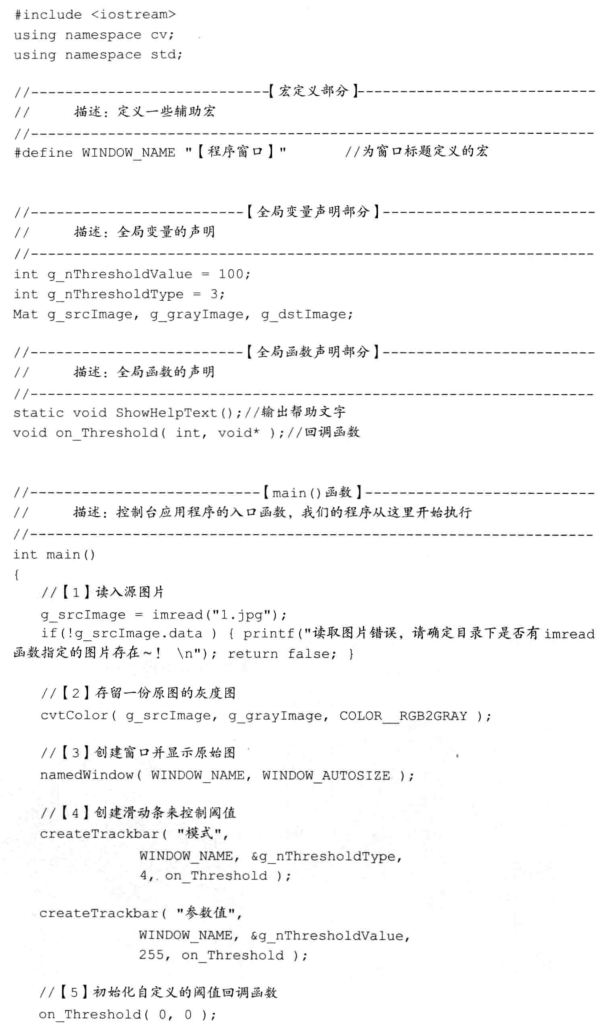 #include <iostream>
using namespace cv;
using namespace std;
//----------------------------【宏定义部分】----------------------------
//      描述：定义一些辅助宏
//------------------------------------------------------------------
#define WINDOW_NAME "【程序窗口】"      //为窗口标题定义的宏
//-------------------------【全局变量声明部分】-------------------------
//      描述：全局变量的声明
//------------------------------------------------------------------
int g_nThresholdValue = 100;
int g_nThresholdType = 3;
Mat g_srcImage, g_grayImage, g_dstImage;
//-------------------------【全局函数声明部分】-------------------------
//      描述：全局函数的声明
//------------------------------------------------------------------
static void ShowHelpText();//输出帮助文字
void on_Threshold( int, void* );//回调函数
//---------------------------【main()函数】---------------------------
//      描述：控制台应用程序的入口函数，我们的程序从这里开始执行
//------------------------------------------------------------------
int main()
{
//【1】读入源图片
g_srcImage = imread("1.jpg");
if(!g_srcImage.data ) { printf("读取图片错误，请确定目录下是否有 imread
函数指定的图片存在~！ \n"); return false; }
//【2】存留一份原图的灰度图
cvtColor( g_srcImage, g_grayImage, COLOR__RGB2GRAY );
//【3】创建窗口并显示原始图
namedWindow( WINDOW_NAME, WINDOW_AUTOSIZE );
//【4】创建滑动条来控制阈值
createTrackbar( "模式",
WINDOW_NAME, &g_nThresholdType,
4, on_Threshold );
createTrackbar( "参数值",
WINDOW_NAME, &g_nThresholdValue,
255, on_Threshold );
//【5】初始化自定义的阈值回调函数
on_Threshold( 0, 0 );